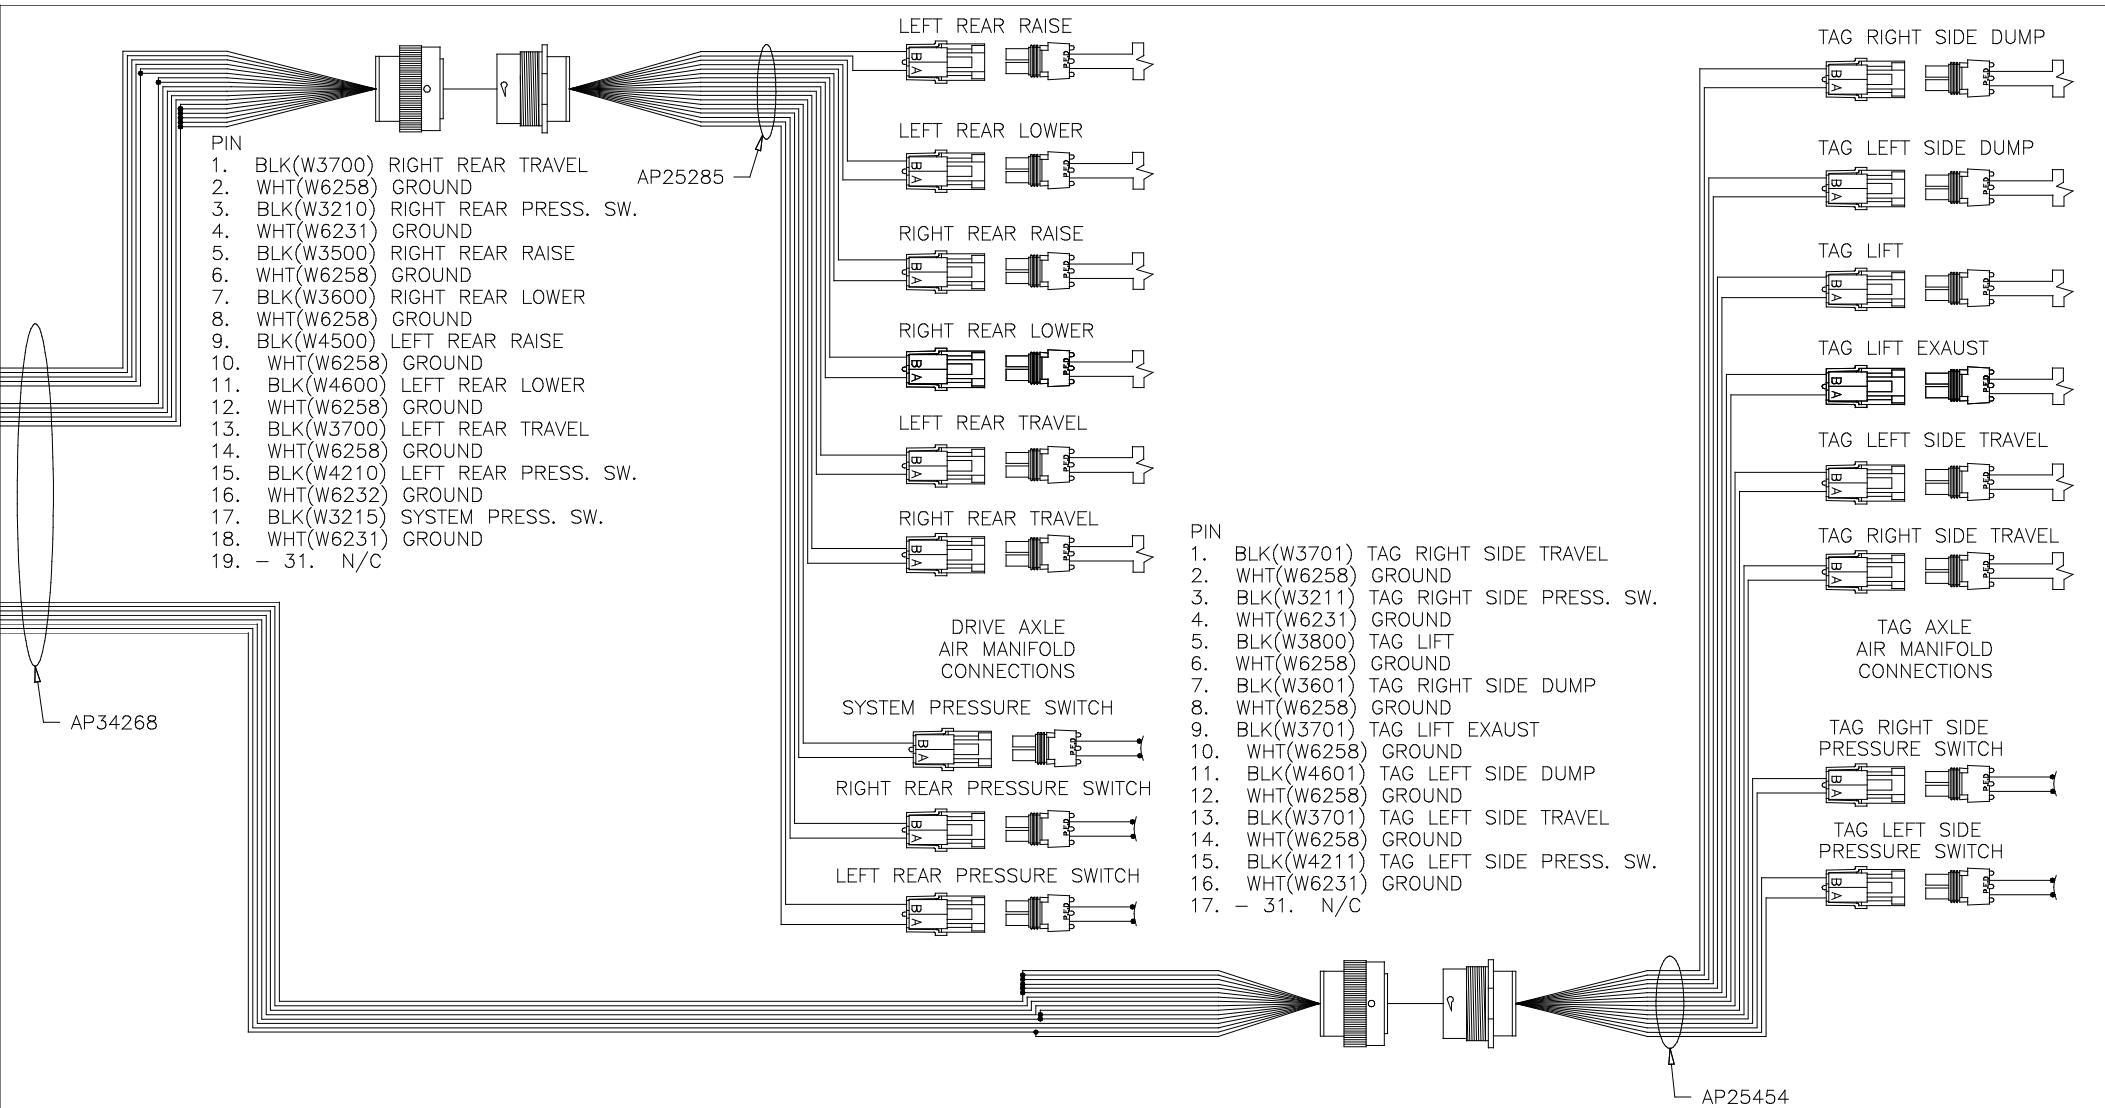 PIN
1. BLK(W3700) RIGHT REAR TRAVEL
2. WHT(W6258) GROUND
3. BLK(W3210) RIGHT REAR PRESS. SW.
4. WHT(W6231) GROUND
5. BLK(W3500) RIGHT REAR RAISE
6. WHT(W6258) GROUND
7. BLK(W3600) RIGHT REAR LOWER
8. WHT(W6258) GROUND
9. BLK(W4500) LEFT REAR RAISE
10. WHT(W6258) GROUND
11. BLK(W4600) LEFT REAR LOWER
12. WHT(W6258) GROUND
13. BLK(W3700) LEFT REAR TRAVEL
14. WHT(W6258) GROUND
15. BLK(W4210) LEFT REAR PRESS. SW.
16. WHT(W6232) GROUND
17. BLK(W3215) SYSTEM PRESS. SW.
18. WHT(W6231) GROUND
19. – 31. N/C
AP34268
AP25285
LEFT REAR RAISE
B A P.E.D
LEFT REAR LOWER
B A P.E.D
RIGHT REAR RAISE
B A P.E.D
RIGHT REAR LOWER
B A P.E.D
LEFT REAR TRAVEL
B A P.E.D
RIGHT REAR TRAVEL
B A P.E.D
DRIVE AXLE
AIR MANIFOLD
CONNECTIONS
SYSTEM PRESSURE SWITCH
B A P.E.D
RIGHT REAR PRESSURE SWITCH
B A P.E.D
LEFT REAR PRESSURE SWITCH
B A P.E.D
PIN
1. BLK(W3701) TAG RIGHT SIDE TRAVEL
2. WHT(W6258) GROUND
3. BLK(W3211) TAG RIGHT SIDE PRESS. SW.
4. WHT(W6231) GROUND
5. BLK(W3800) TAG LIFT
6. WHT(W6258) GROUND
7. BLK(W3601) TAG RIGHT SIDE DUMP
8. WHT(W6258) GROUND
9. BLK(W3701) TAG LIFT EXAUST
10. WHT(W6258) GROUND
11. BLK(W4601) TAG LEFT SIDE DUMP
12. WHT(W6258) GROUND
13. BLK(W3701) TAG LEFT SIDE TRAVEL
14. WHT(W6258) GROUND
15. BLK(W4211) TAG LEFT SIDE PRESS. SW.
16. WHT(W6231) GROUND
17. – 31. N/C
TAG RIGHT SIDE DUMP
B A P.E.D
TAG LEFT SIDE DUMP
B A P.E.D
TAG LIFT
B A P.E.D
TAG LIFT EXAUST
B A P.E.D
TAG LEFT SIDE TRAVEL
B A P.E.D
TAG RIGHT SIDE TRAVEL
B A P.E.D
TAG AXLE
AIR MANIFOLD
CONNECTIONS
TAG RIGHT SIDE
PRESSURE SWITCH
B A P.E.D
TAG LEFT SIDE
PRESSURE SWITCH
B A P.E.D
AP25454